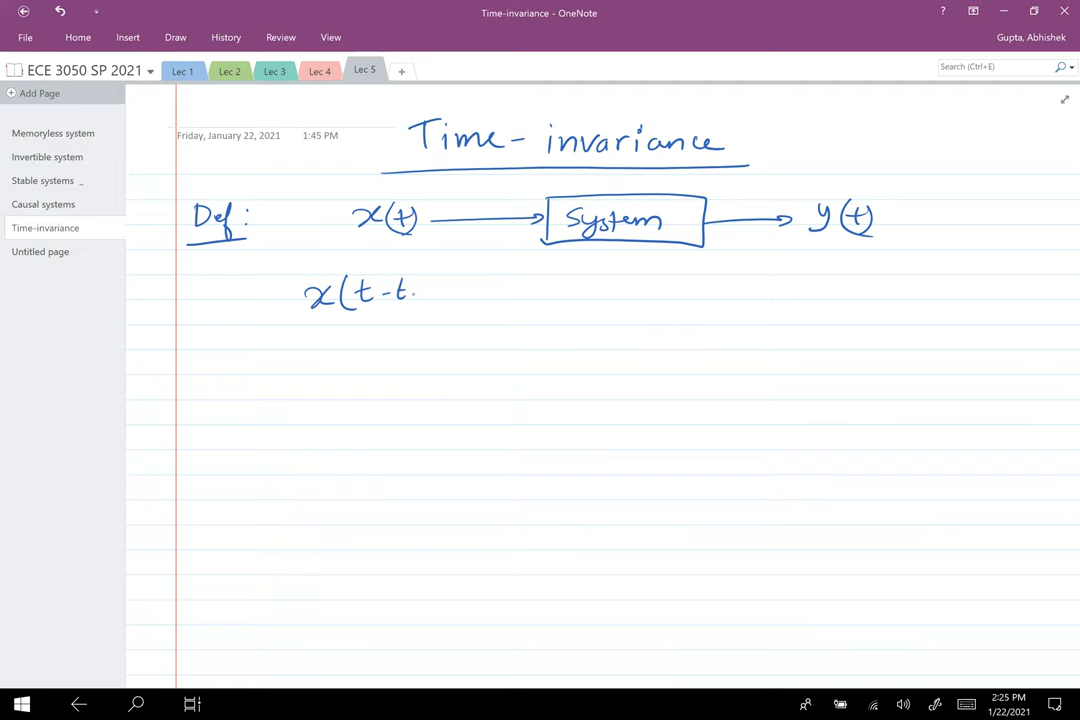 Time-invariance - OneNote
?
File Home Insert Draw History Review View
Gupta, Abhishek
ECE 3050 SP 2021
Lec 1 Lec 2 Lec 3 Lec 4 Lec 5 +
Search (Ctrl+E)
Add Page
Memoryless system
Invertible system
Stable systems _
Causal systems
Time-invariance
Untitled page
Friday, January 22, 2021 1:45 PM
Time - invariance
Def: x(t) System y(t)
x(t-t
2:25 PM
1/22/2021